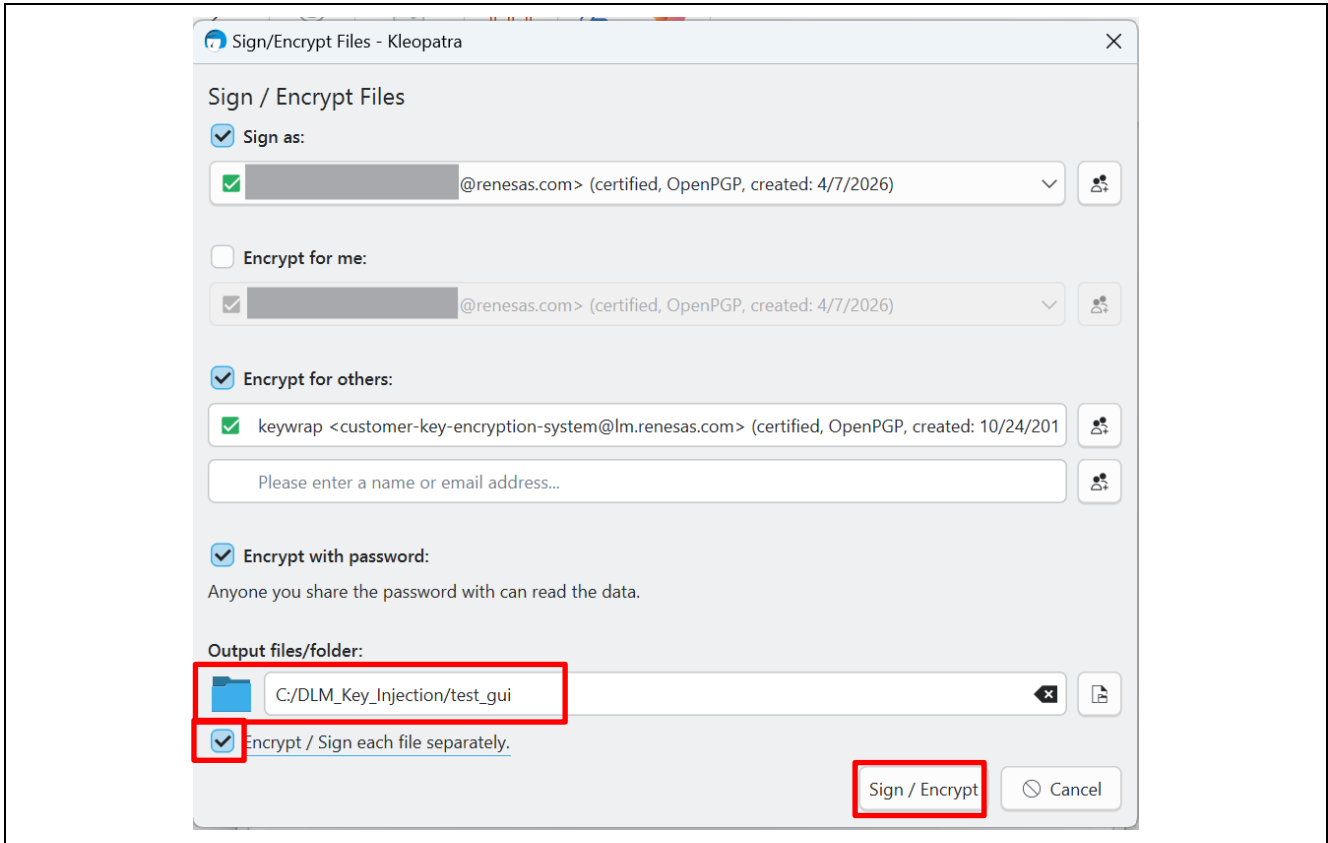 Sign/Encrypt Files - Kleopatra
Sign / Encrypt Files
Sign as:
@renesas.com> (certified, OpenPGP, created: 4/7/2026)
Encrypt for me:
@renesas.com> (certified, OpenPGP, created: 4/7/2026)
Encrypt for others:
keywrap <customer-key-encryption-system@lm.renesas.com> (certified, OpenPGP, created: 10/24/201
Please enter a name or email address...
Encrypt with password:
Anyone you share the password with can read the data.
Output files/folder:
C:/DLM_Key_Injection/test_gui
Encrypt / Sign each file separately.
Sign / Encrypt
Cancel